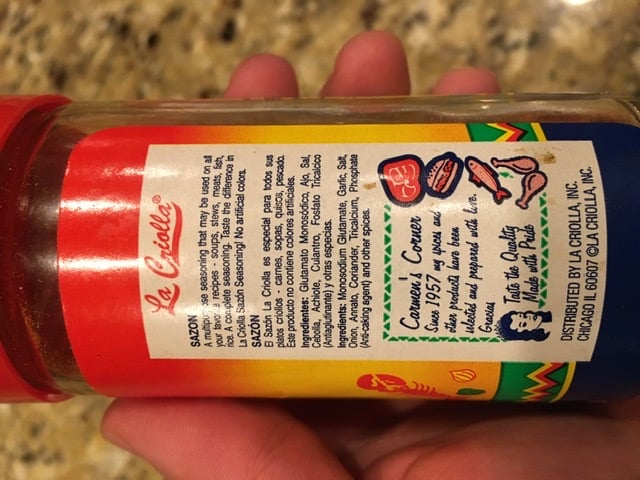 La Criolla®
SAZON
A multipurpose seasoning that may be used on all
your favorite recipes - soups, stews, meats, fish,
rice. A complete seasoning. Taste the difference in
La Criolla Sazón Seasoning! No artificial colors.
SAZÓN
El Sazón La Criolla es especial para todos sus
platos criollos - carnes, sopas, guisos, pescado.
Este producto no contiene colores artificiales.
Ingredientes: Glutamato Monosódico, Ajo, Sal,
Cebolla, Achiote, Culantro, Fosfato Tricalcico
(Antiaglutinante) y otras especias.
Ingredients: Monosodium Glutamate, Garlic, Salt,
Onion, Annato, Coriander, Tricalcium, Phosphate
(Anti-caking agent) and other spices.
Carmen's Corner
Since 1957 my spices and
other products have been
selected and prepared with love.
Gracias
Taste the Quality
Made with Pride
DISTRIBUTED BY LA CRIOLLA, INC.
CHICAGO IL 60607 ©LA CRIOLLA, INC.